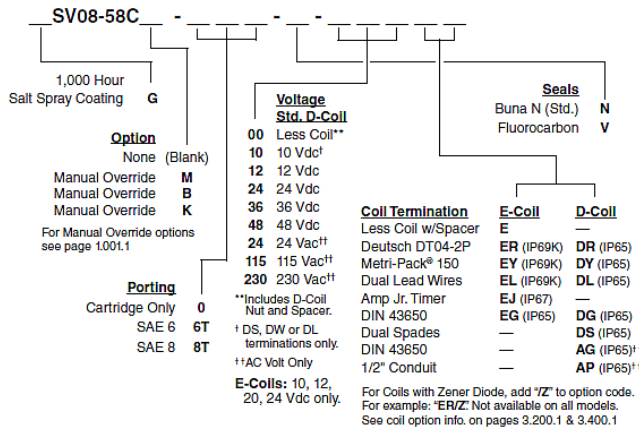 __SV08-58C__ - ___ - __ - ___ __ __
1,000 Hour
Salt Spray Coating G
Option
None (Blank)
Manual Override M
Manual Override B
Manual Override K
For Manual Override options
see page 1.001.1
Porting
Cartridge Only 0
SAE 6 6T
SAE 8 8T
Voltage
Std. D-Coil
00 Less Coil**
10 10 Vdc†
12 12 Vdc
24 24 Vdc
36 36 Vdc
48 48 Vdc
24 24 Vac††
115 115 Vac††
230 230 Vac††
**Includes D-Coil
Nut and Spacer.
† DS, DW or DL
terminations only.
††AC Volt Only
E-Coils: 10, 12,
20, 24 Vdc only.
Seals
Buna N (Std.) N
Fluorocarbon V
Coil Termination E-Coil D-Coil
Less Coil w/Spacer E —
Deutsch DT04-2P ER (IP69K) DR (IP65)
Metri-Pack® 150 EY (IP69K) DY (IP65)
Dual Lead Wires EL (IP69K) DL (IP65)
Amp Jr. Timer EJ (IP67) —
DIN 43650 EG (IP65) DG (IP65)
Dual Spades — DS (IP65)
DIN 43650 — AG (IP65)†
1/2" Conduit — AP (IP65)†
For Coils with Zener Diode, add "/Z" to option code.
For example: "ER/Z". Not available on all models.
See coil option info. on pages 3.200.1 & 3.400.1